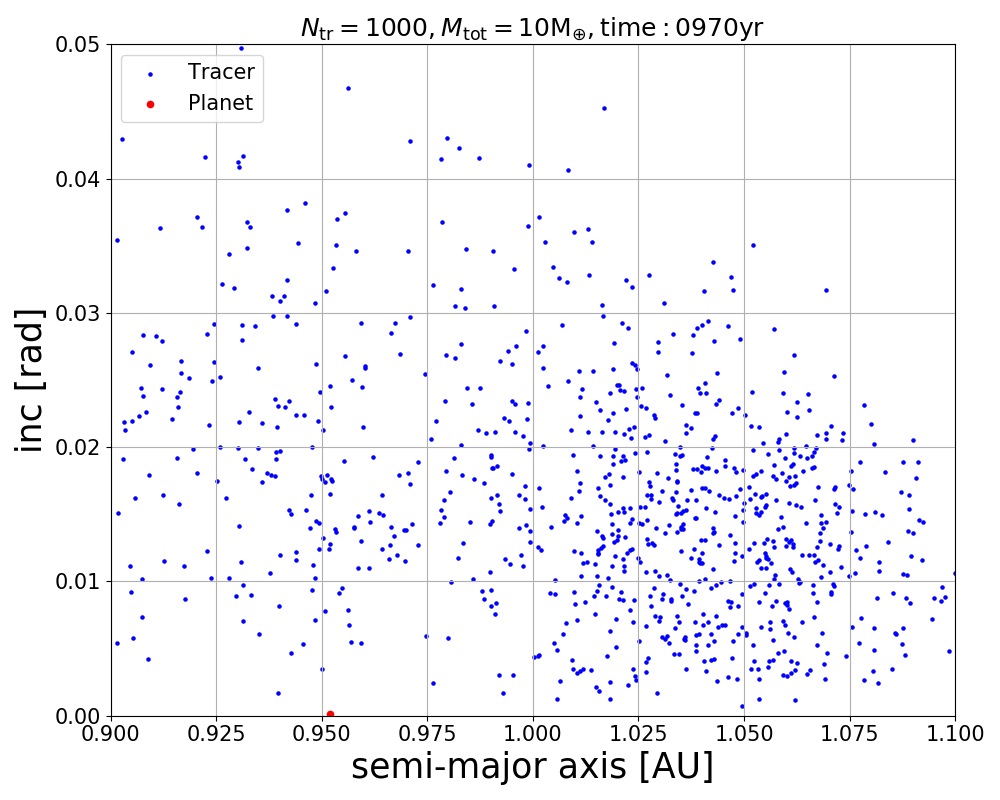 N_tr = 1000, M_tot = 10M_⊕, time : 0970yr
Tracer
Planet
0.05
0.04
0.03
0.02
0.01
0.00
inc [rad]
0.900 0.925 0.950 0.975 1.000 1.025 1.050 1.075 1.100
semi-major axis [AU]